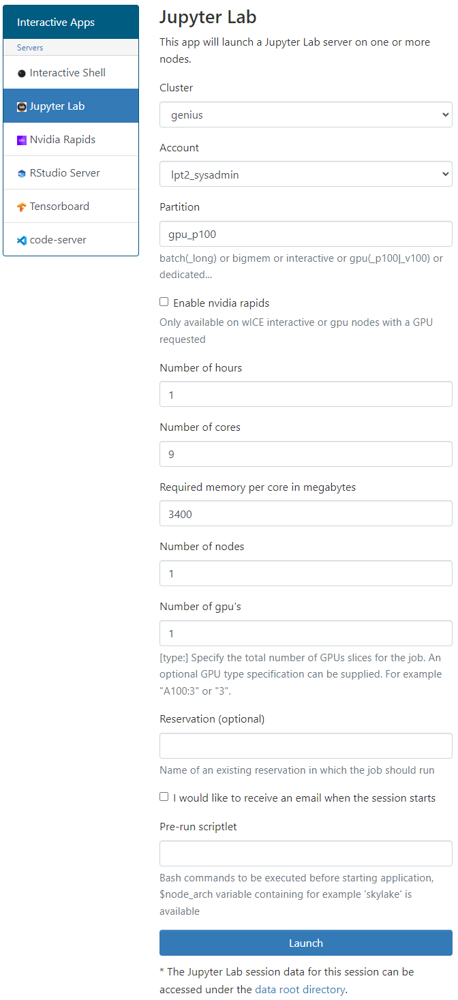 Interactive Apps
Servers
Interactive Shell
Jupyter Lab
Nvidia Rapids
RStudio Server
Tensorboard
code-server
Jupyter Lab
This app will launch a Jupyter Lab server on one or more
nodes.
Cluster
genius
Account
lpt2_sysadmin
Partition
gpu_p100
batch(_long) or bigmem or interactive or gpu(_p100|_v100) or
dedicated...
Enable nvidia rapids
Only available on wICE interactive or gpu nodes with a GPU
requested
Number of hours
1
Number of cores
9
Required memory per core in megabytes
3400
Number of nodes
1
Number of gpu's
1
[type:] Specify the total number of GPUs slices for the job. An
optional GPU type specification can be supplied. For example
"A100:3" or "3".
Reservation (optional)
Name of an existing reservation in which the job should run
I would like to receive an email when the session starts
Pre-run scriptlet
Bash commands to be executed before starting application,
$node_arch variable containing for example 'skylake' is
available
Launch
* The Jupyter Lab session data for this session can be
accessed under the data root directory.